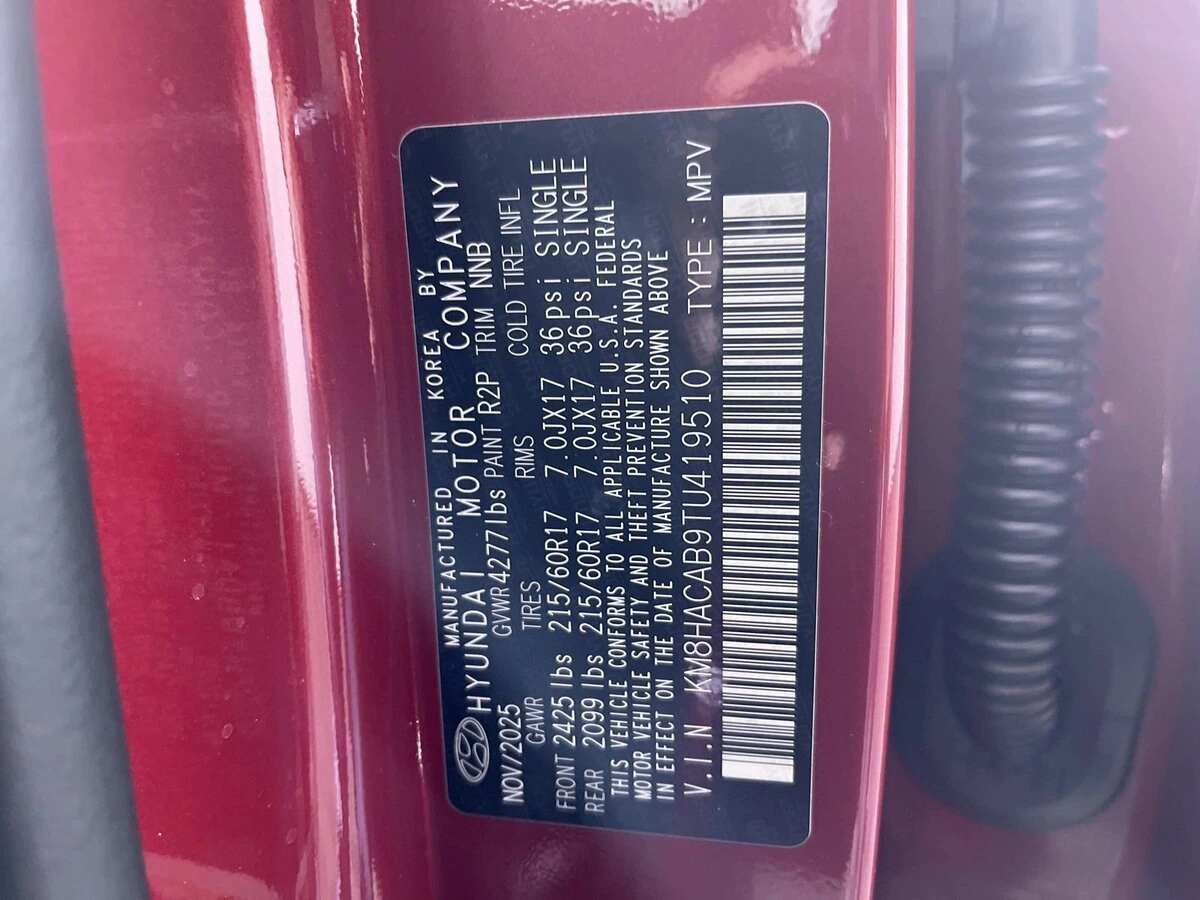 MANUFACTURED IN KOREA BY
HYUNDAI MOTOR COMPANY
NOV/2025 GVWR 4277lbs PAINT R2P TRIM NNB
GAWR TIRES RIMS COLD TIRE INFL
FRONT 2425 lbs 215/60R17 7.0JX17 36psi SINGLE
REAR 2099 lbs 215/60R17 7.0JX17 36psi SINGLE
THIS VEHICLE CONFORMS TO ALL APPLICABLE U.S.A. FEDERAL
MOTOR VEHICLE SAFETY AND THEFT PREVENTION STANDARDS
IN EFFECT ON THE DATE OF MANUFACTURE SHOWN ABOVE
V.I.N KM8HACAB9TU419510 TYPE : MPV